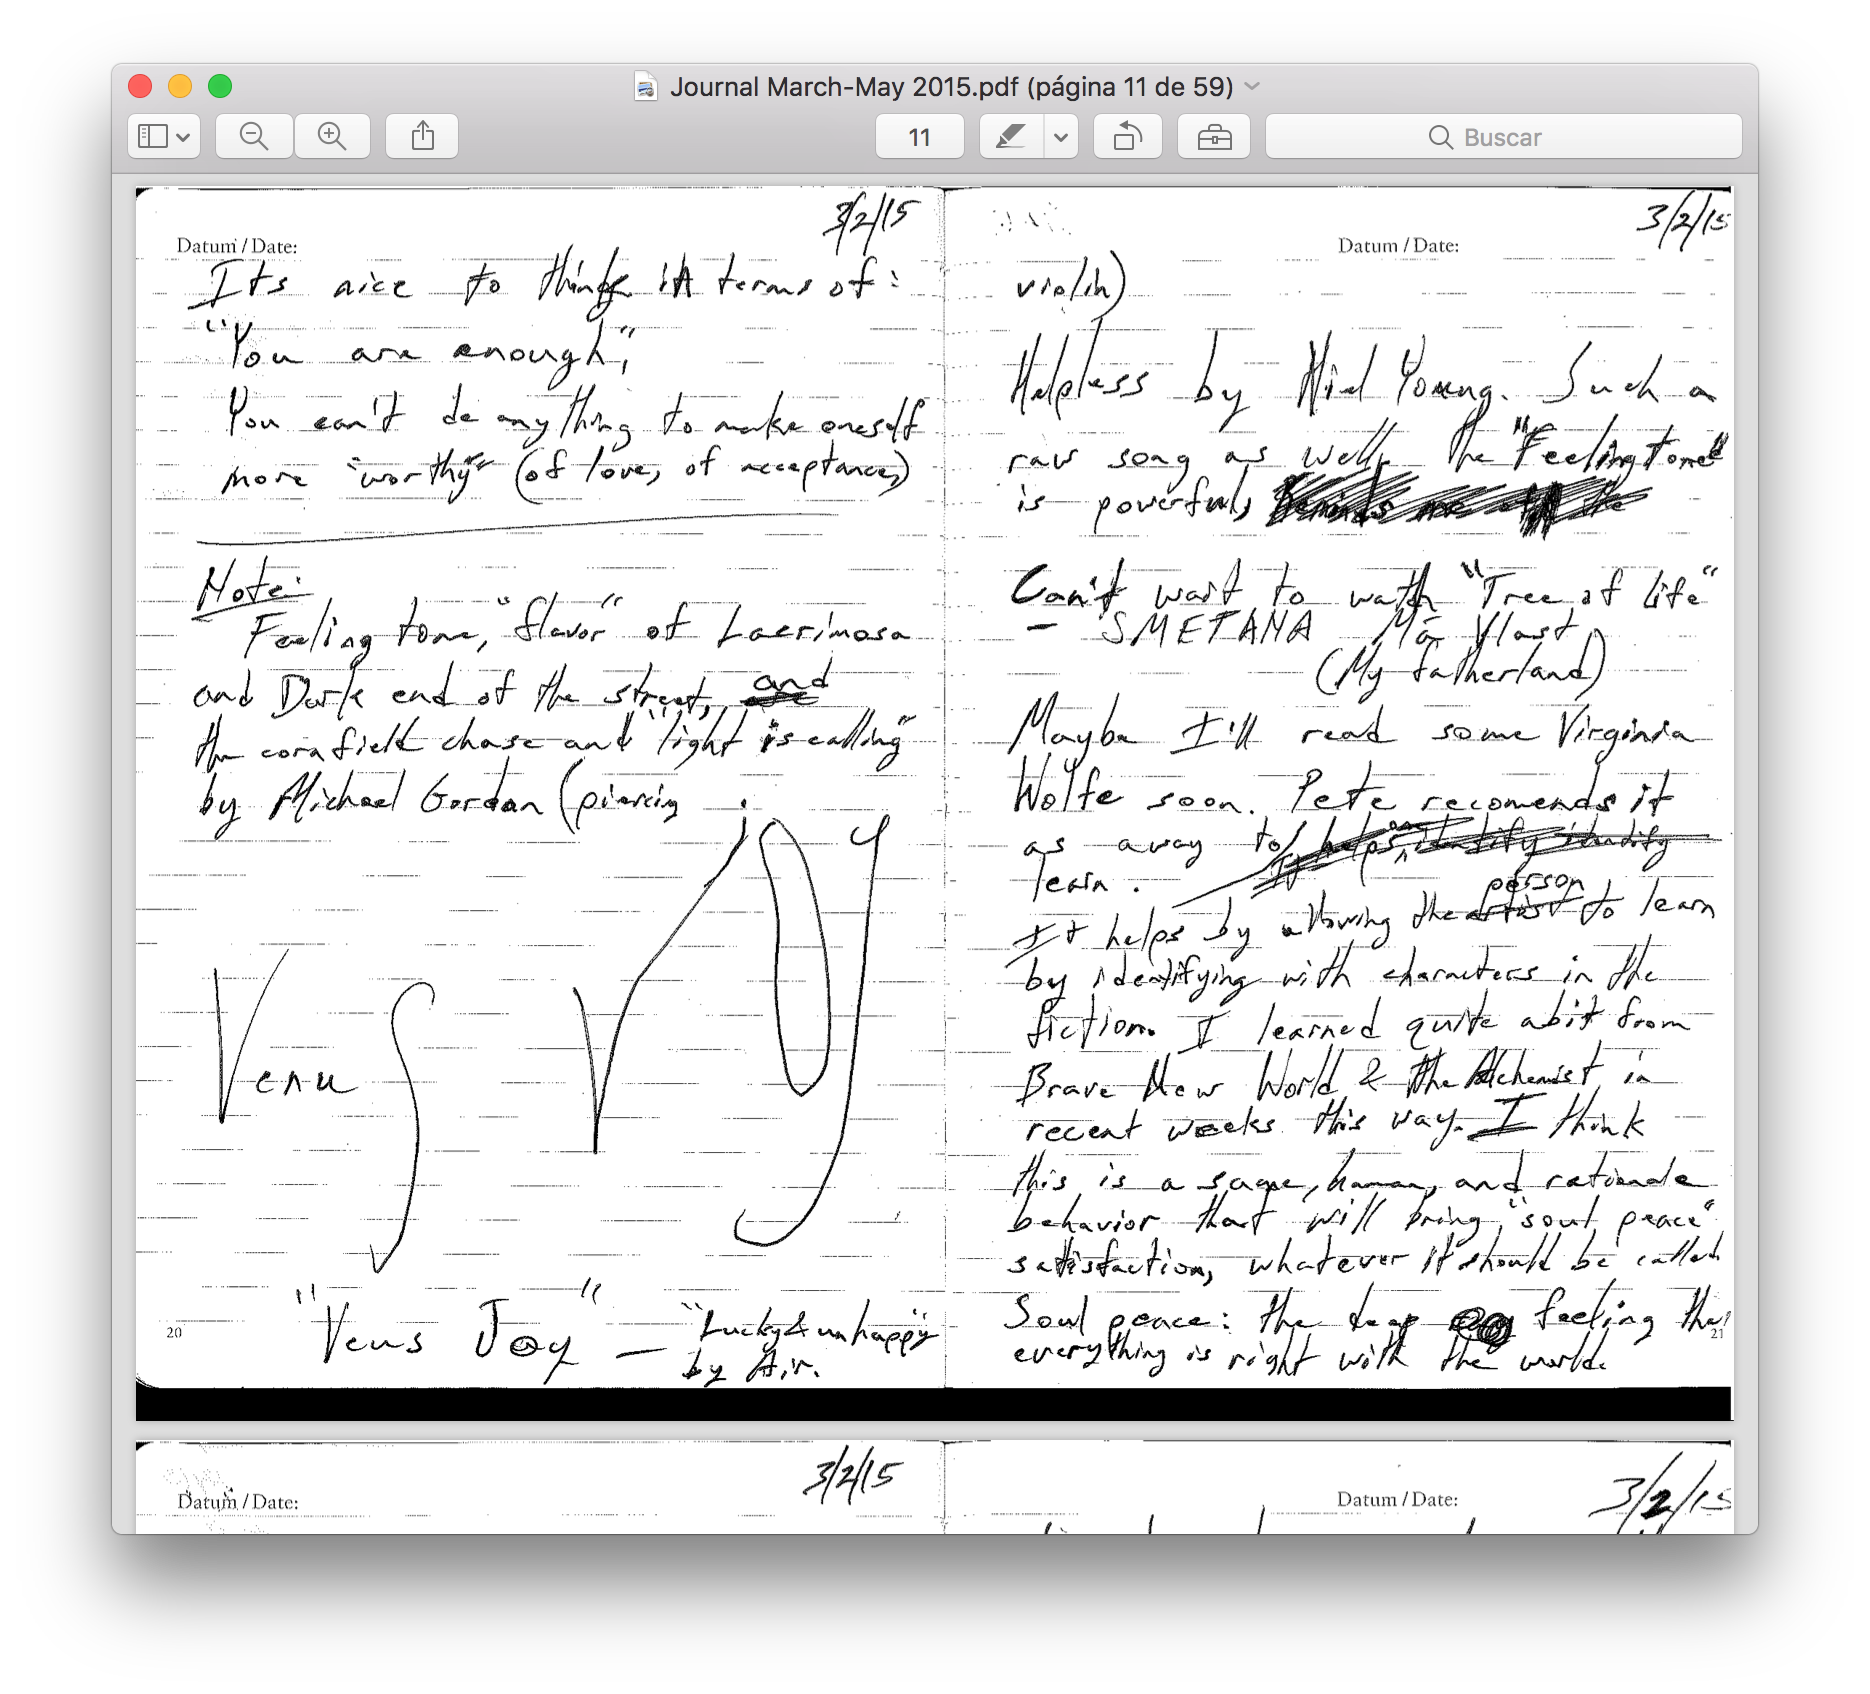 Journal March-May 2015.pdf (página 11 de 59)
11
Buscar
3/2/15
Datum / Date:
Its nice to think in terms of:
"You are enough",
You can't do anything to make oneself
more "worthy" (of love, of acceptance,)
Note:
Feeling tone, "flavor" of Lacrimosa
and Dark end of the street, and
the cornfield chase and "light is calling"
by Michael Gordan (piercing
Venus
Joy
"Venus Joy" – "Lucky & unhappy"
by Air.
20
3/2/15
Datum / Date:
violin)
Helpless by Niel Young. Such a
raw song as well. The "Feeling tone"
is powerful,
Can't wait to watch "Tree of life"
– SMETANA Má Vlast
(My fatherland)
Maybe I'll read some Virginia
Wolfe soon. Pete recomends it
as away to
learn.
It helps by allowing the person to learn
by identifying with characters in the
fiction. I learned quite abit from
Brave New World & The Alchemist in
recent weeks this way. I think
this is a sage, human, and rationale
behavior that will bring "soul peace"
satisfaction, whatever it should be called.
Soul peace: the deep feeling that
everything is right with the world.
21
3/2/15
Datum / Date:
3/2/15
Datum / Date: